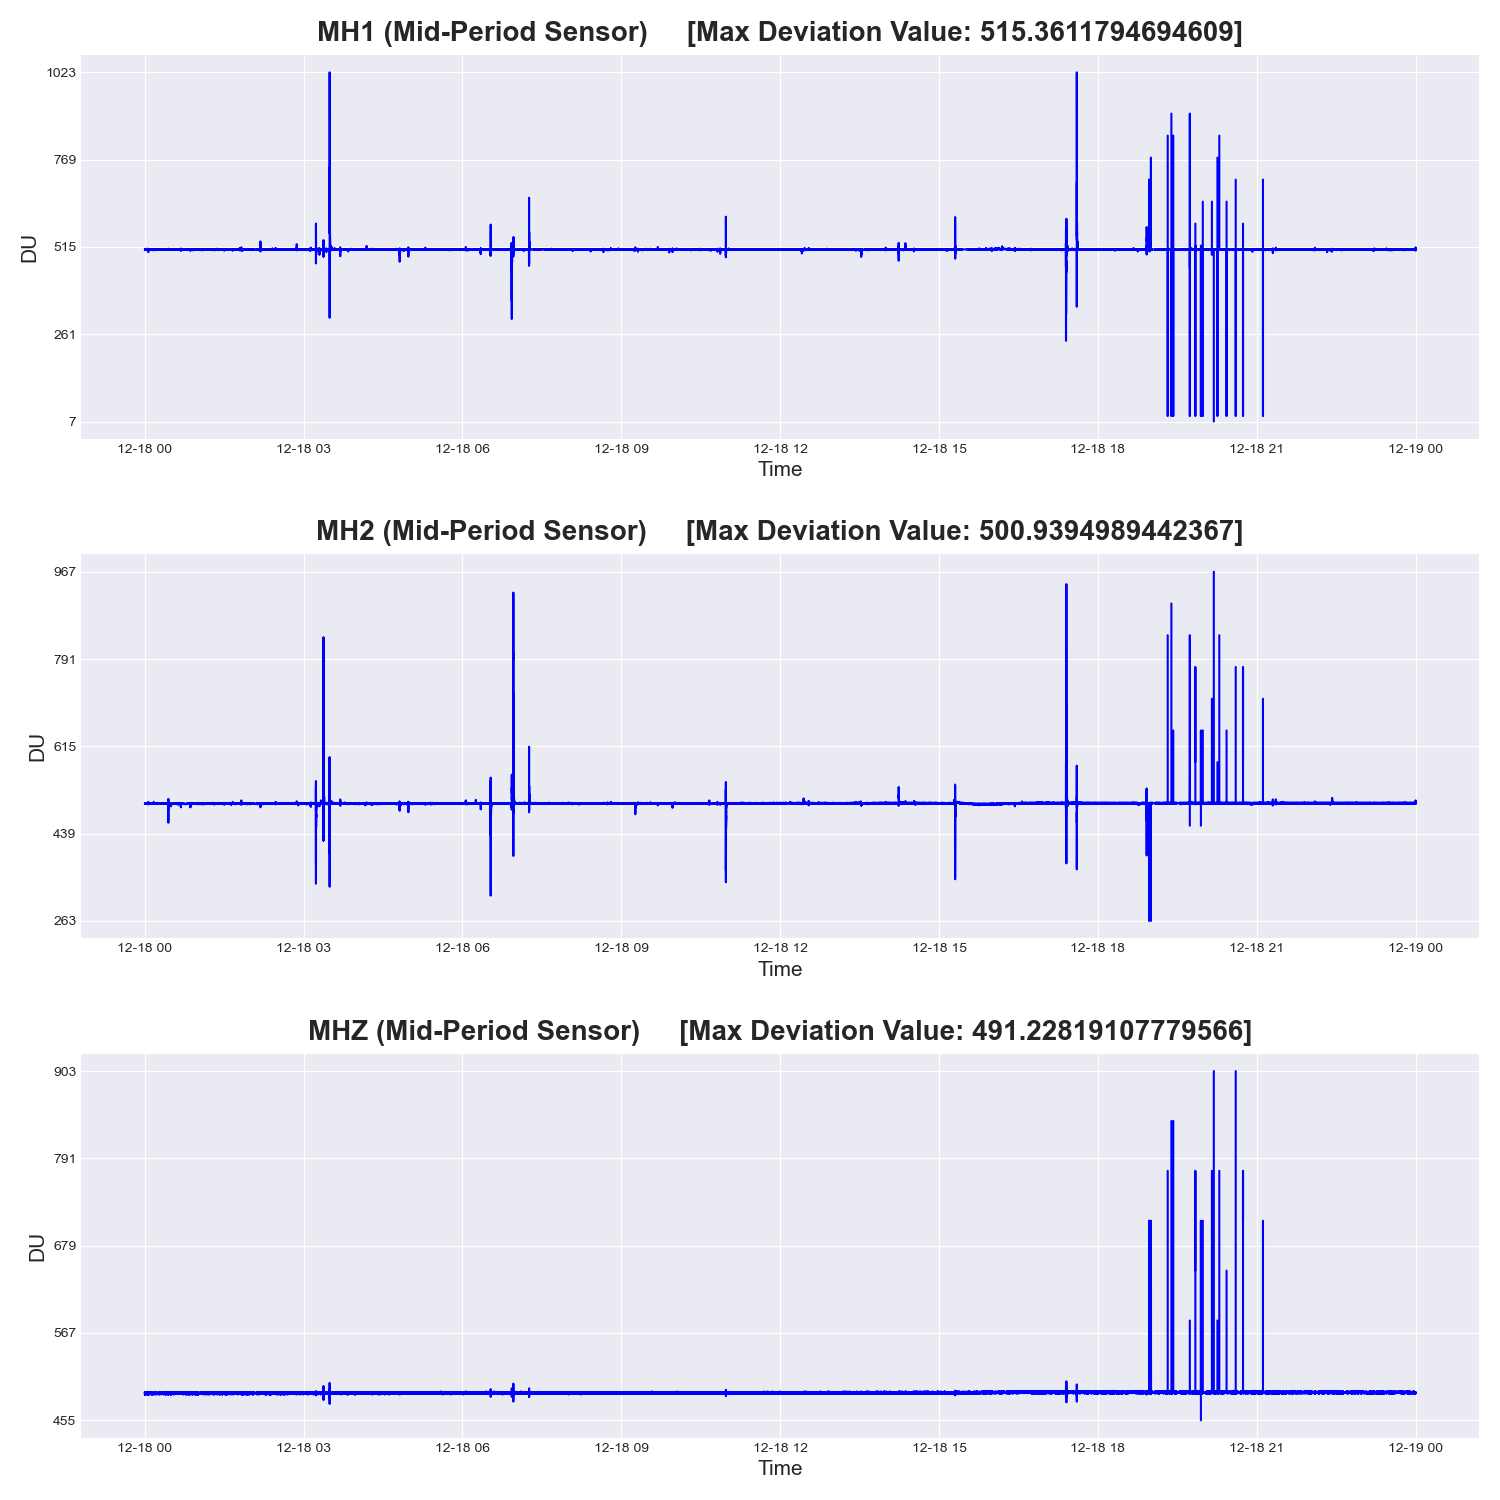 MH1 (Mid-Period Sensor) [Max Deviation Value: 515.3611794694609]
1023
769
515
261
7
DU
12-18 00 12-18 03 12-18 06 12-18 09 12-18 12 12-18 15 12-18 18 12-18 21 12-19 00
Time
MH2 (Mid-Period Sensor) [Max Deviation Value: 500.9394989442367]
967
791
615
439
263
DU
12-18 00 12-18 03 12-18 06 12-18 09 12-18 12 12-18 15 12-18 18 12-18 21 12-19 00
Time
MHZ (Mid-Period Sensor) [Max Deviation Value: 491.22819107779566]
903
791
679
567
455
DU
12-18 00 12-18 03 12-18 06 12-18 09 12-18 12 12-18 15 12-18 18 12-18 21 12-19 00
Time